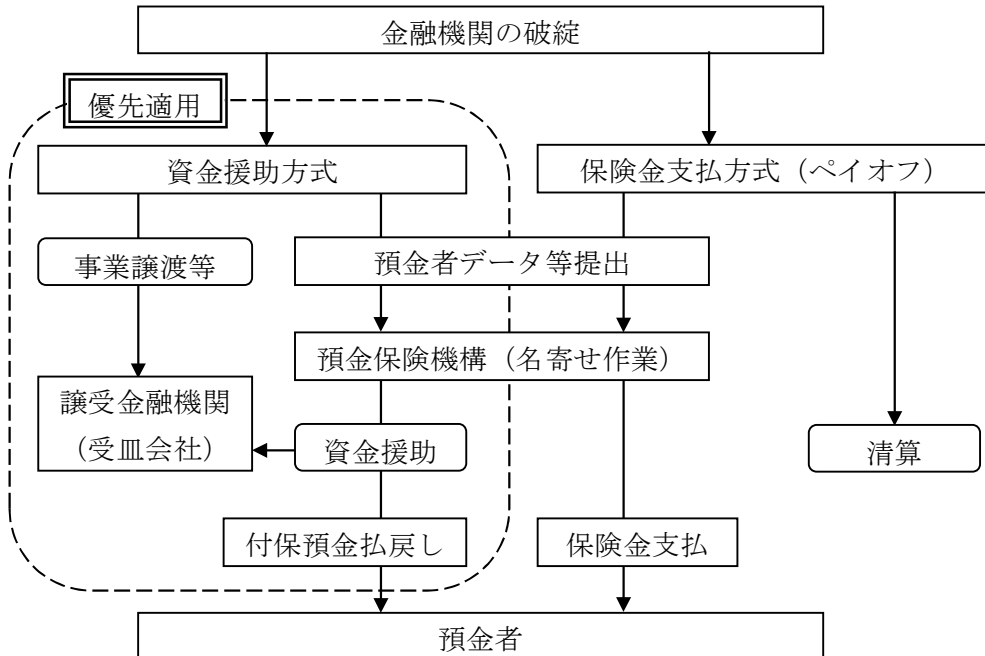 金融機関の破綻
優先適用
資金援助方式
保険金支払方式（ペイオフ）
事業譲渡等
預金者データ等提出
預金保険機構（名寄せ作業）
譲受金融機関
（受皿会社）
資金援助
清算
付保預金払戻し
保険金支払
預金者